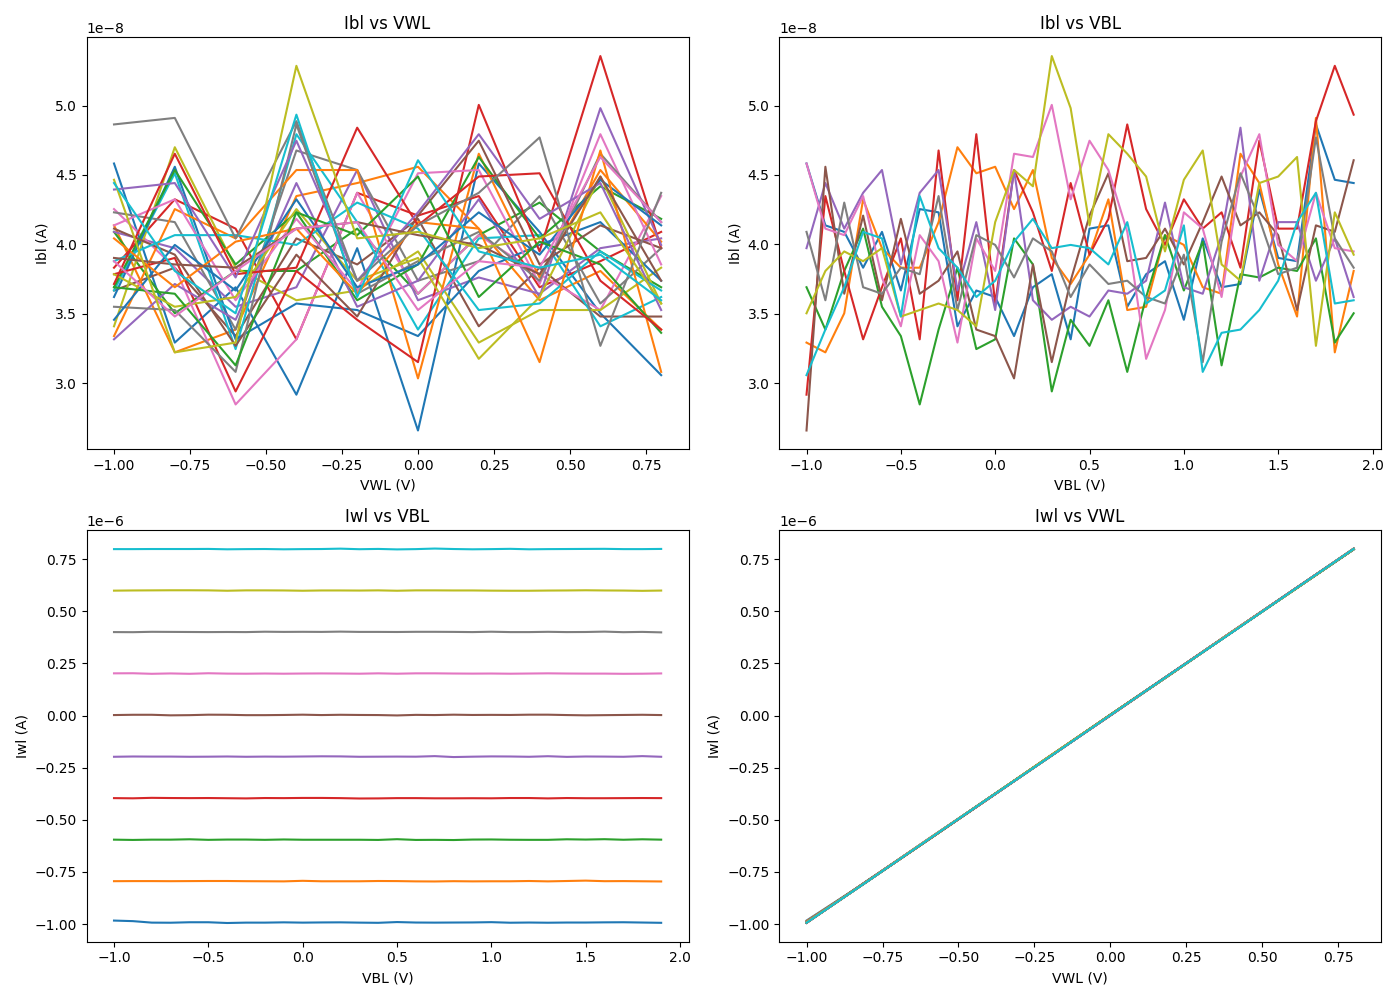 Ibl vs VWL
1e−8
Ibl (A)
5.0
4.5
4.0
3.5
3.0
−1.00 −0.75 −0.50 −0.25 0.00 0.25 0.50 0.75
VWL (V)
Ibl vs VBL
1e−8
Ibl (A)
5.0
4.5
4.0
3.5
3.0
−1.0 −0.5 0.0 0.5 1.0 1.5 2.0
VBL (V)
Iwl vs VBL
1e−6
Iwl (A)
0.75
0.50
0.25
0.00
−0.25
−0.50
−0.75
−1.00
−1.0 −0.5 0.0 0.5 1.0 1.5 2.0
VBL (V)
Iwl vs VWL
1e−6
Iwl (A)
0.75
0.50
0.25
0.00
−0.25
−0.50
−0.75
−1.00
−1.00 −0.75 −0.50 −0.25 0.00 0.25 0.50 0.75
VWL (V)